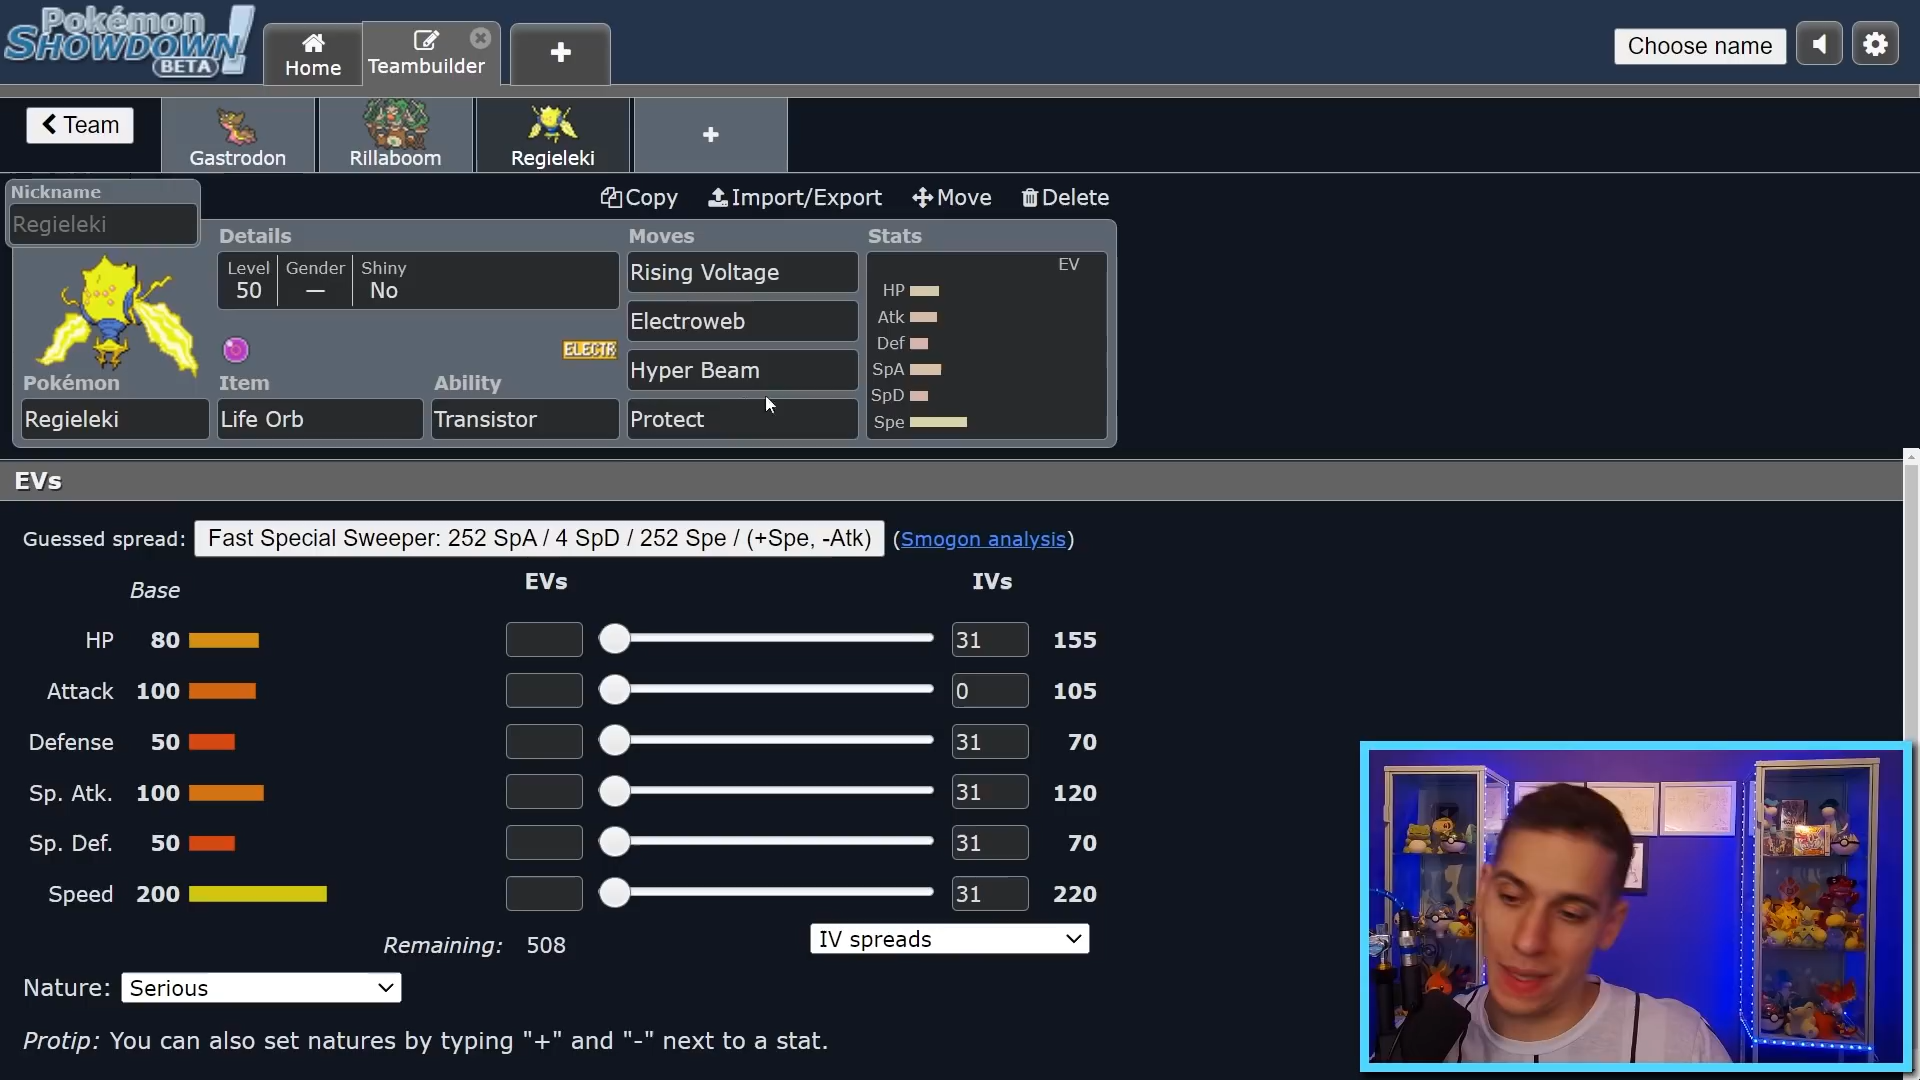 Pokémon
SHOWDOWN!
BETA
Home
Teambuilder
Choose name
Team
Gastrodon
Rillaboom
Regieleki
Nickname
Regieleki
Copy
Import/Export
Move
Delete
Details
Level
Gender
Shiny
50
—
No
ELECTR
Pokémon
Item
Ability
Regieleki
Life Orb
Transistor
Moves
Rising Voltage
Electroweb
Hyper Beam
Protect
Stats
EV
HP
Atk
Def
SpA
SpD
Spe
EVs
Guessed spread: Fast Special Sweeper: 252 SpA / 4 SpD / 252 Spe / (+Spe, -Atk) (Smogon analysis)
Base EVs IVs
HP 80 31 155
Attack 100 0 105
Defense 50 31 70
Sp. Atk. 100 31 120
Sp. Def. 50 31 70
Speed 200 31 220
Remaining: 508
IV spreads
Nature: Serious
Protip: You can also set natures by typing "+" and "-" next to a stat.